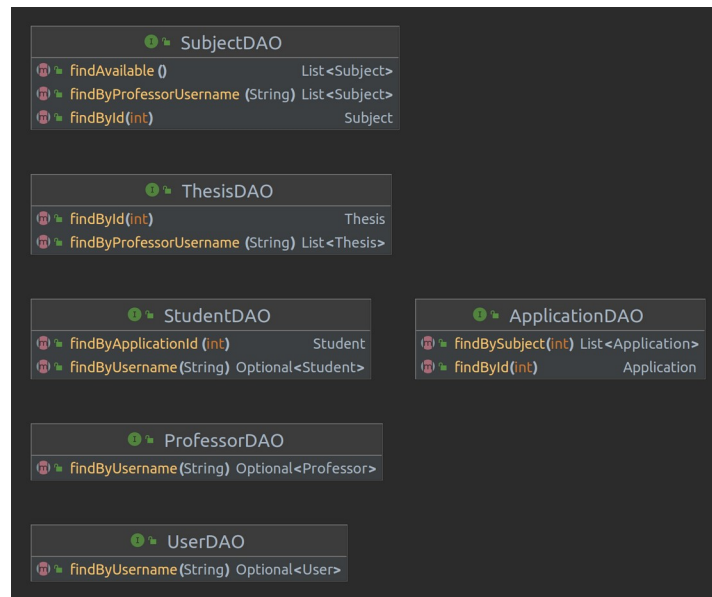 SubjectDAO
findAvailable () List<Subject>
findByProfessorUsername (String) List<Subject>
findById(int) Subject
ThesisDAO
findById(int) Thesis
findByProfessorUsername (String) List<Thesis>
StudentDAO
findByApplicationId (int) Student
findByUsername(String) Optional<Student>
ApplicationDAO
findBySubject(int) List<Application>
findById(int) Application
ProfessorDAO
findByUsername(String) Optional<Professor>
UserDAO
findByUsername(String) Optional<User>